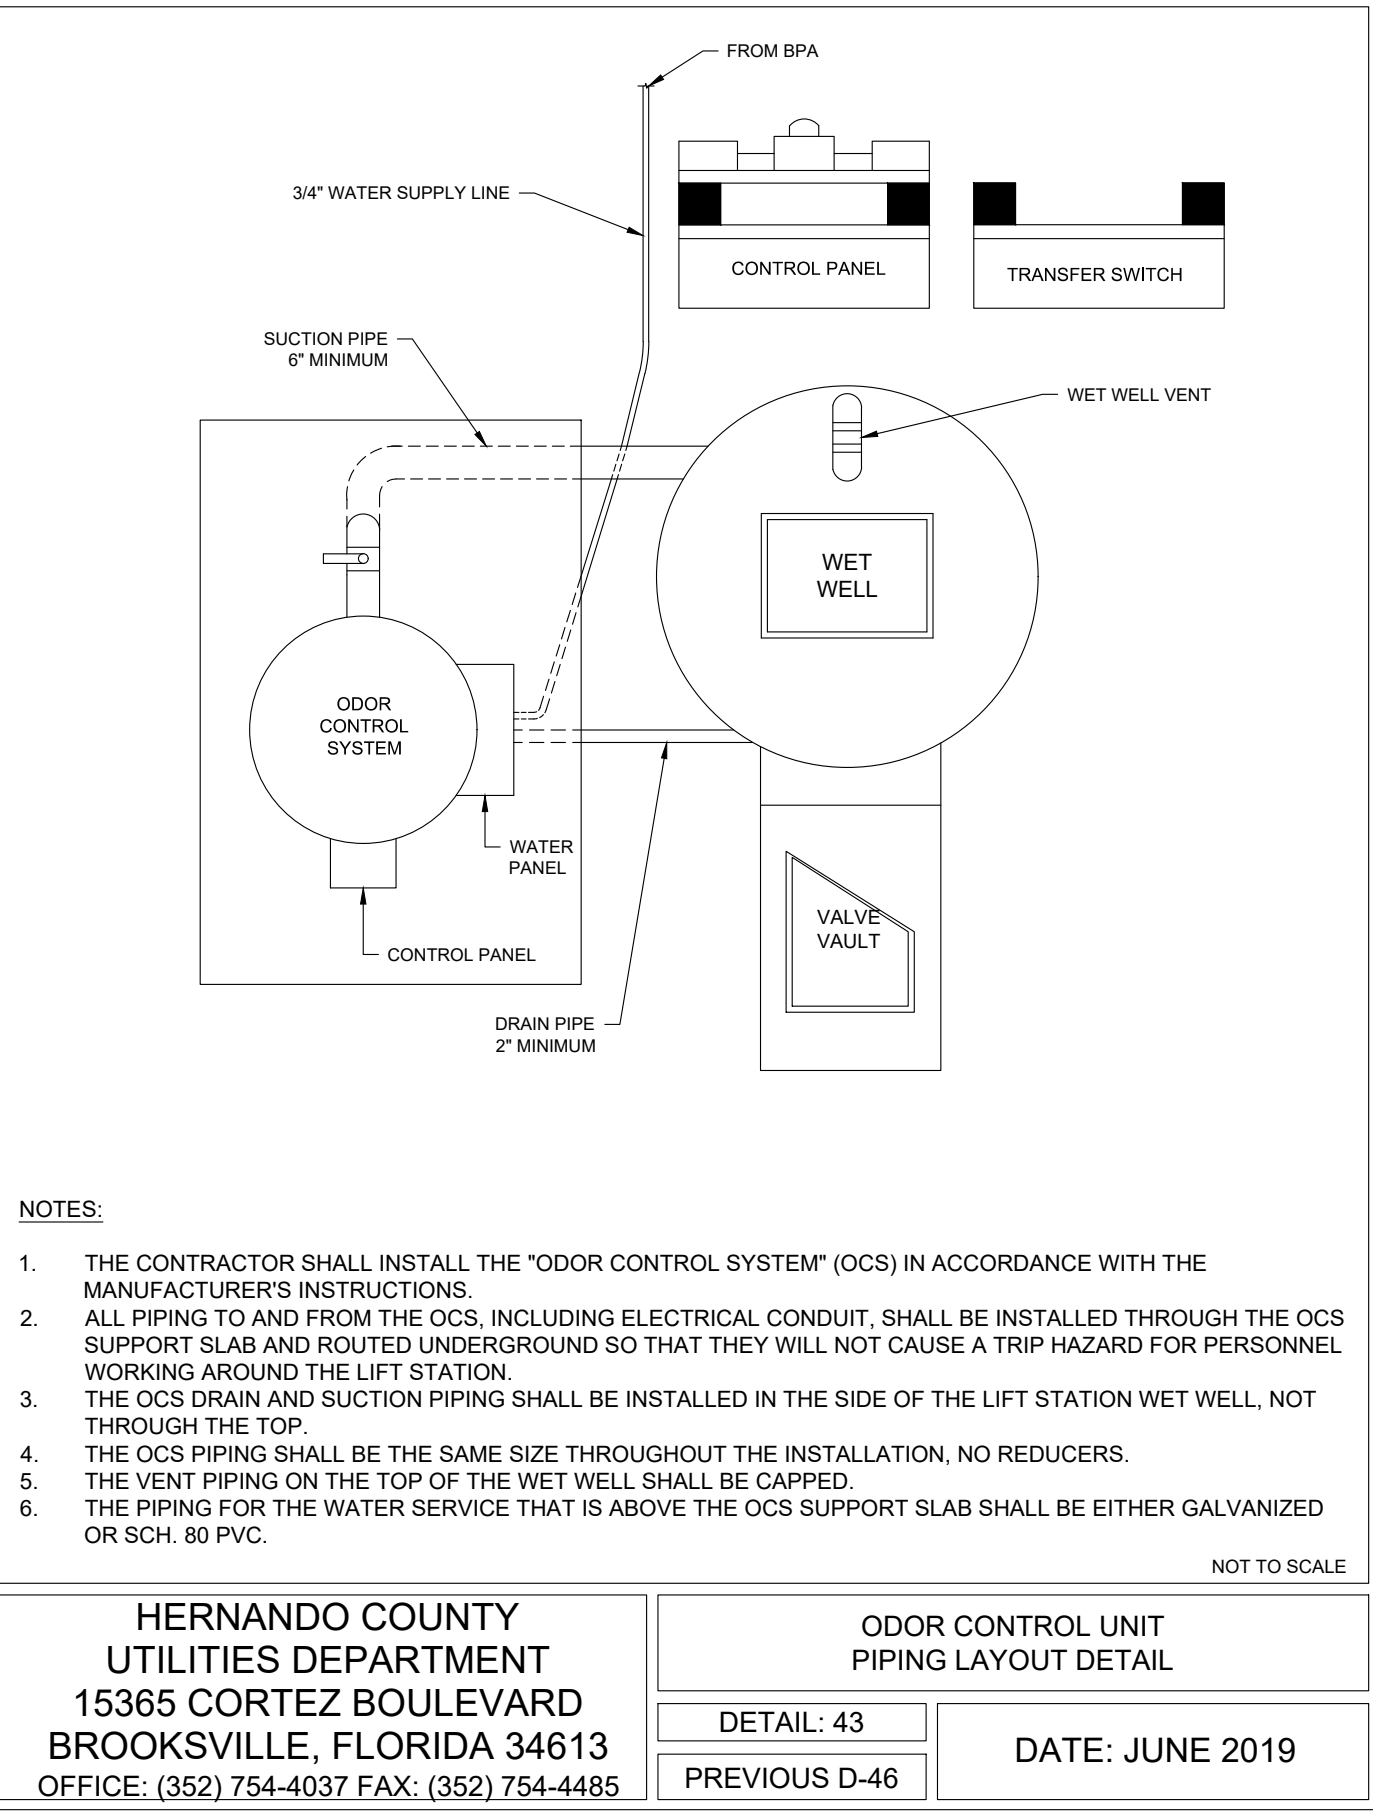 FROM BPA
3/4" WATER SUPPLY LINE
CONTROL PANEL
TRANSFER SWITCH
SUCTION PIPE
6" MINIMUM
WET WELL VENT
WET
WELL
ODOR
CONTROL
SYSTEM
WATER
PANEL
VALVE
VAULT
CONTROL PANEL
DRAIN PIPE
2" MINIMUM
NOTES:
1. THE CONTRACTOR SHALL INSTALL THE "ODOR CONTROL SYSTEM" (OCS) IN ACCORDANCE WITH THE
MANUFACTURER'S INSTRUCTIONS.
2. ALL PIPING TO AND FROM THE OCS, INCLUDING ELECTRICAL CONDUIT, SHALL BE INSTALLED THROUGH THE OCS
SUPPORT SLAB AND ROUTED UNDERGROUND SO THAT THEY WILL NOT CAUSE A TRIP HAZARD FOR PERSONNEL
WORKING AROUND THE LIFT STATION.
3. THE OCS DRAIN AND SUCTION PIPING SHALL BE INSTALLED IN THE SIDE OF THE LIFT STATION WET WELL, NOT
THROUGH THE TOP.
4. THE OCS PIPING SHALL BE THE SAME SIZE THROUGHOUT THE INSTALLATION, NO REDUCERS.
5. THE VENT PIPING ON THE TOP OF THE WET WELL SHALL BE CAPPED.
6. THE PIPING FOR THE WATER SERVICE THAT IS ABOVE THE OCS SUPPORT SLAB SHALL BE EITHER GALVANIZED
OR SCH. 80 PVC.
NOT TO SCALE
HERNANDO COUNTY
UTILITIES DEPARTMENT
15365 CORTEZ BOULEVARD
BROOKSVILLE, FLORIDA 34613
OFFICE: (352) 754-4037 FAX: (352) 754-4485
ODOR CONTROL UNIT
PIPING LAYOUT DETAIL
DETAIL: 43
PREVIOUS D-46
DATE: JUNE 2019